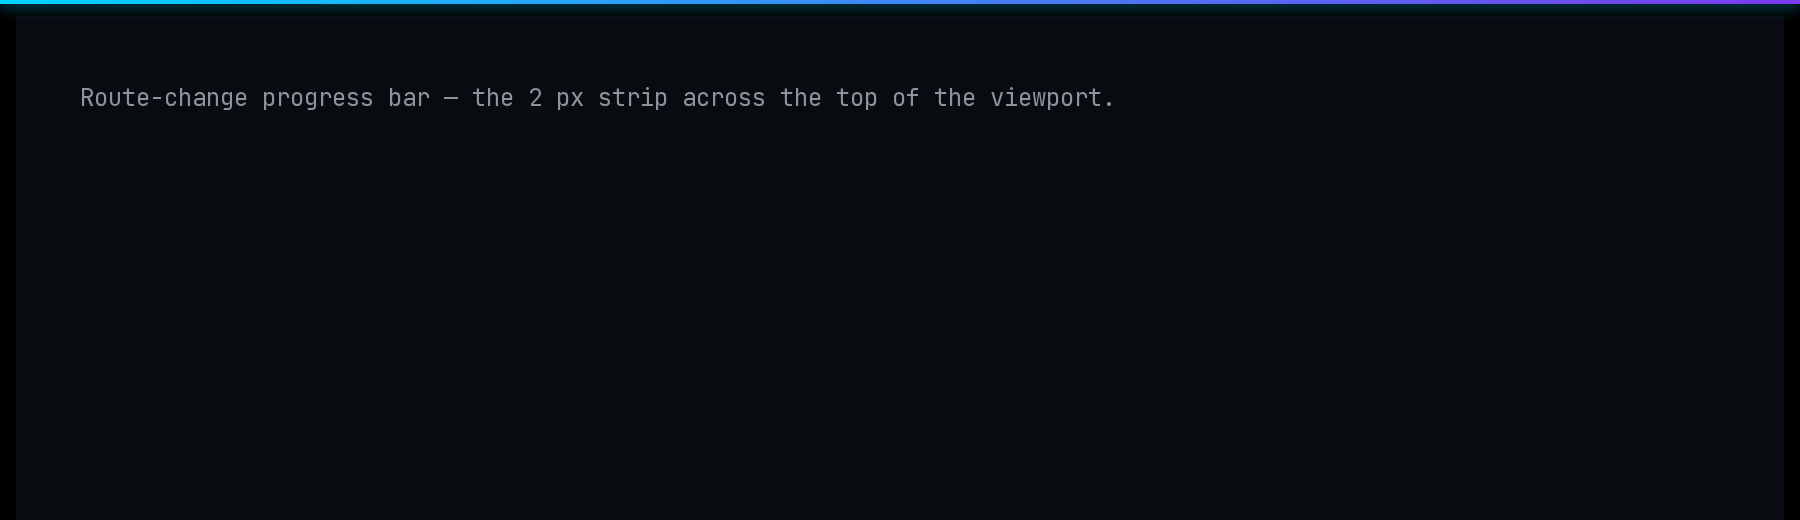 Route-change progress bar — the 2 px strip across the top of the viewport.